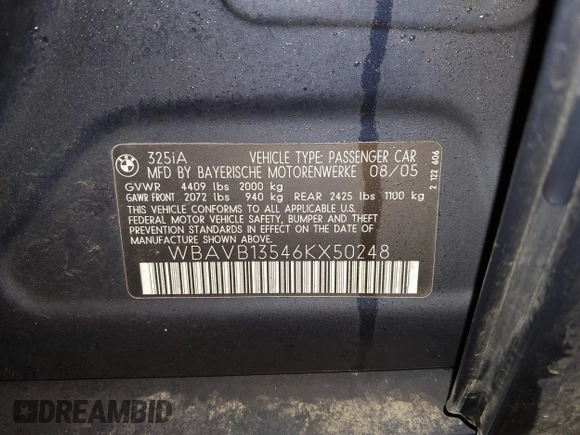 325iA VEHICLE TYPE: PASSENGER CAR
MFD BY BAYERISCHE MOTORENWERKE 08/05
GVWR 4409 lbs 2000 kg
GAWR FRONT 2072 lbs 940 kg REAR 2425 lbs 1100 kg
THIS VEHICLE CONFORMS TO ALL APPLICABLE U.S.
FEDERAL MOTOR VEHICLE SAFETY, BUMPER AND THEFT
PREVENTION STANDARDS IN EFFECT ON THE DATE OF
MANUFACTURE SHOWN ABOVE.
WBAVB13546KX50248
2 122 606
DREAMBID